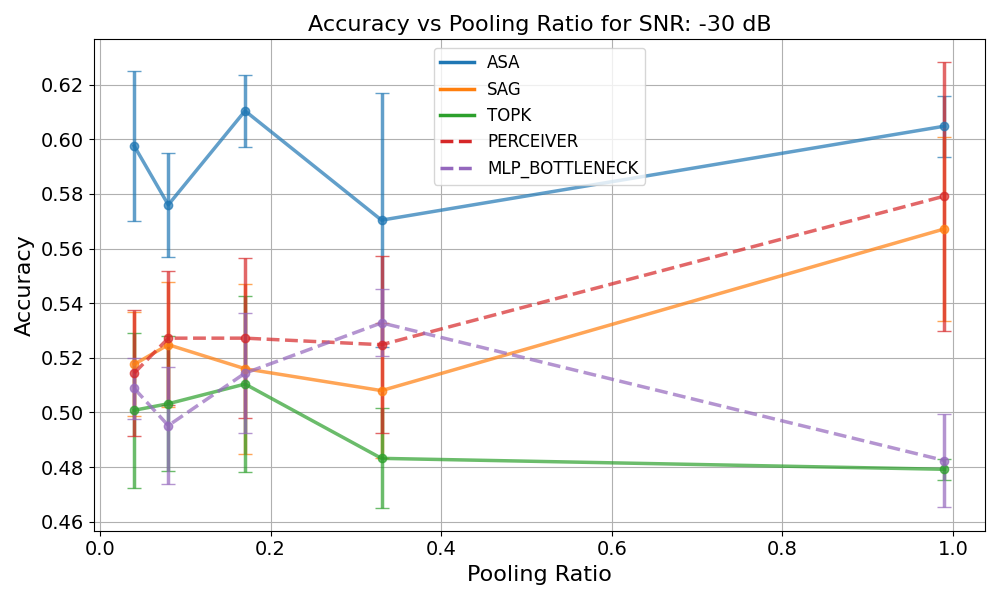 Accuracy vs Pooling Ratio for SNR: -30 dB
ASA
SAG
TOPK
PERCEIVER
MLP_BOTTLENECK
Accuracy
0.62
0.60
0.58
0.56
0.54
0.52
0.50
0.48
0.46
0.0 0.2 0.4 0.6 0.8 1.0
Pooling Ratio